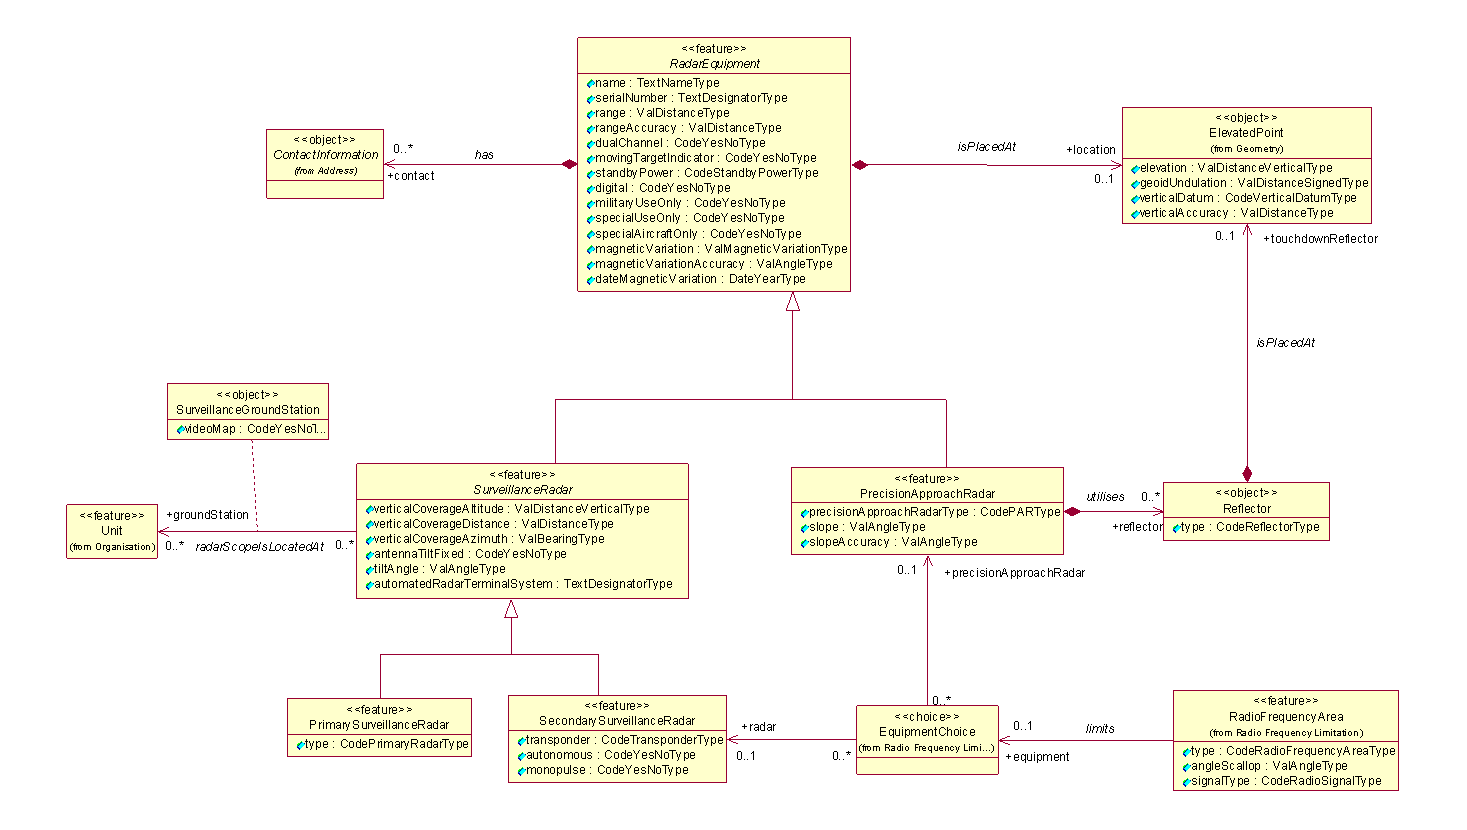 <<feature>>
RadarEquipment
name : TextNameType
serialNumber : TextDesignatorType
range : ValDistanceType
rangeAccuracy : ValDistanceType
dualChannel : CodeYesNoType
movingTargetIndicator : CodeYesNoType
standbyPower : CodeStandbyPowerType
digital : CodeYesNoType
militaryUseOnly : CodeYesNoType
specialUseOnly : CodeYesNoType
specialAircraftOnly : CodeYesNoType
magneticVariation : ValMagneticVariationType
magneticVariationAccuracy : ValAngleType
dateMagneticVariation : DateYearType
<<object>>
ContactInformation
(from Address)
0..*
has
+contact
isPlacedAt
+location
0..1
<<object>>
ElevatedPoint
(from Geometry)
elevation : ValDistanceVerticalType
geoidUndulation : ValDistanceSignedType
verticalDatum : CodeVerticalDatumType
verticalAccuracy : ValDistanceType
0..1
+touchdownReflector
isPlacedAt
<<object>>
SurveillanceGroundStation
videoMap : CodeYesNoT...
<<feature>>
Unit
(from Organisation)
+groundStation
0..*
radarScopeIsLocatedAt
0..*
<<feature>>
SurveillanceRadar
verticalCoverageAltitude : ValDistanceVerticalType
verticalCoverageDistance : ValDistanceType
verticalCoverageAzimuth : ValBearingType
antennaTiltFixed : CodeYesNoType
tiltAngle : ValAngleType
automatedRadarTerminalSystem : TextDesignatorType
<<feature>>
PrecisionApproachRadar
precisionApproachRadarType : CodePARType
slope : ValAngleType
slopeAccuracy : ValAngleType
utilises
0..*
+reflector
<<object>>
Reflector
type : CodeReflectorType
0..1
+precisionApproachRadar
0..*
<<feature>>
PrimarySurveillanceRadar
type : CodePrimaryRadarType
<<feature>>
SecondarySurveillanceRadar
transponder : CodeTransponderType
autonomous : CodeYesNoType
monopulse : CodeYesNoType
+radar
0..1
0..*
<<choice>>
EquipmentChoice
(from Radio Frequency Limi...)
0..1
limits
+equipment
<<feature>>
RadioFrequencyArea
(from Radio Frequency Limitation)
type : CodeRadioFrequencyAreaType
angleScallop : ValAngleType
signalType : CodeRadioSignalType